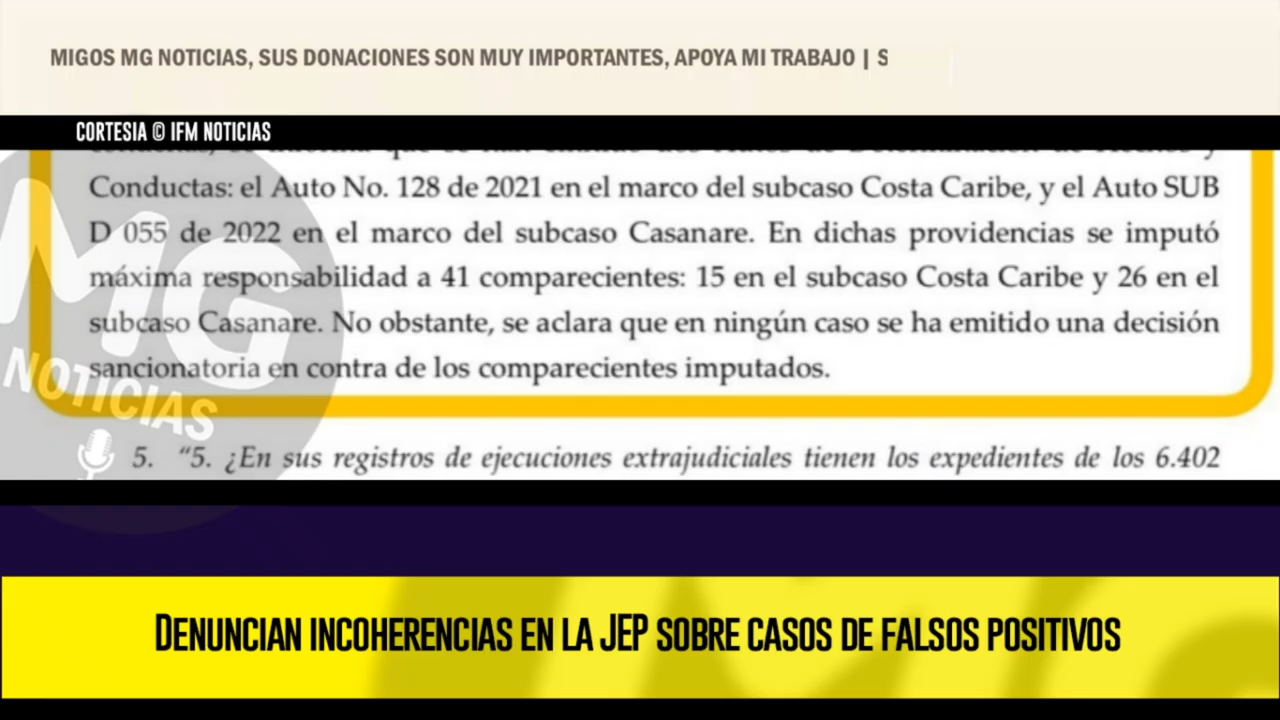 MIGOS MG NOTICIAS, SUS DONACIONES SON MUY IMPORTANTES, APOYA MI TRABAJO | S
CORTESIA © IFM NOTICIAS
Conductas: el Auto No. 128 de 2021 en el marco del subcaso Costa Caribe, y el Auto SUB
D 055 de 2022 en el marco del subcaso Casanare. En dichas providencias se imputó
máxima responsabilidad a 41 comparecientes: 15 en el subcaso Costa Caribe y 26 en el
subcaso Casanare. No obstante, se aclara que en ningún caso se ha emitido una decisión
sancionatoria en contra de los comparecientes imputados.
MG
NOTICIAS
5. “5. ¿En sus registros de ejecuciones extrajudiciales tienen los expedientes de los 6.402
DENUNCIAN INCOHERENCIAS EN LA JEP SOBRE CASOS DE FALSOS POSITIVOS